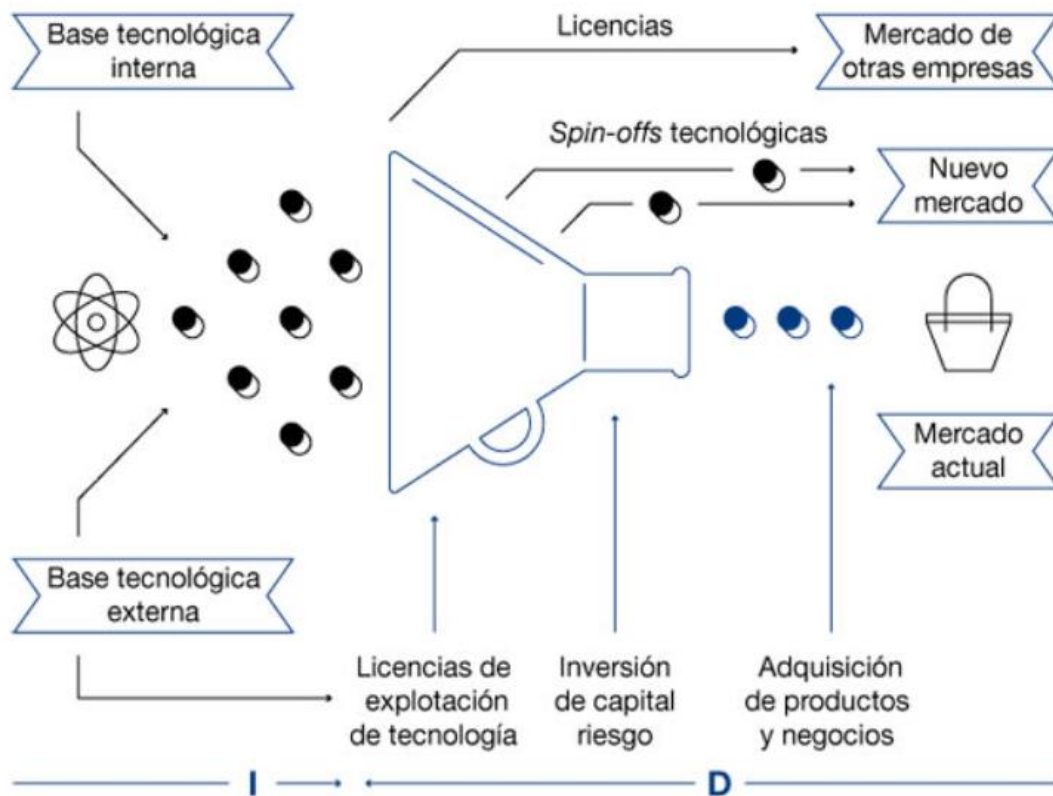 Base tecnológica
interna
Licencias
Mercado de
otras empresas
Spin-offs tecnológicas
Nuevo
mercado
Mercado
actual
Base tecnológica
externa
Licencias de
explotación
de tecnología
Inversión
de capital
riesgo
Adquisición
de productos
y negocios
I
D